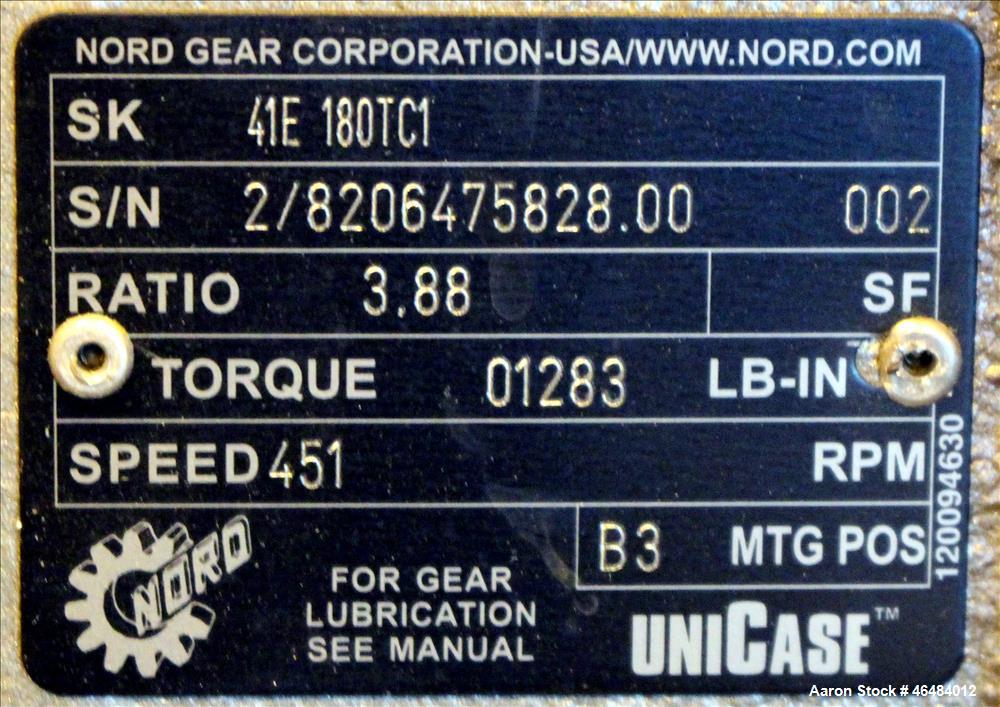 NORD GEAR CORPORATION-USA/WWW.NORD.COM
SK 41E 180TC1
S/N 2/8206475828.00 002
RATIO 3.88 SF
TORQUE 01283 LB-IN
SPEED 451 RPM
B3 MTG POS
120094630
NORD
FOR GEAR
LUBRICATION
SEE MANUAL
UNICASE™
Aaron Stock # 46484012